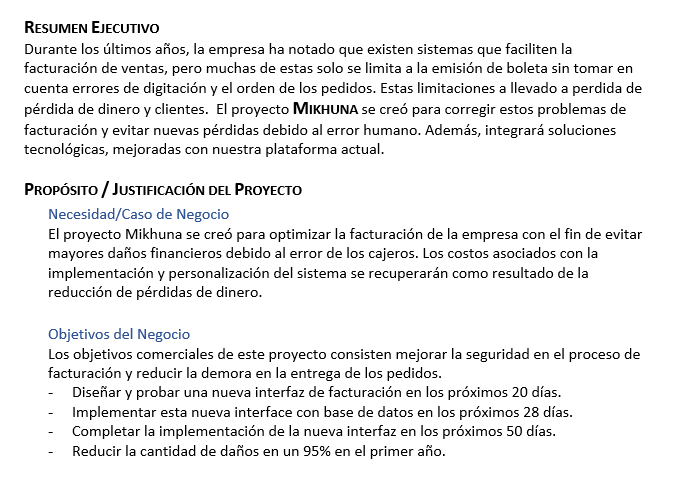 RESUMEN EJECUTIVO
Durante los últimos años, la empresa ha notado que existen sistemas que faciliten la
facturación de ventas, pero muchas de estas solo se limita a la emisión de boleta sin tomar en
cuenta errores de digitación y el orden de los pedidos. Estas limitaciones a llevado a perdida de
pérdida de dinero y clientes. El proyecto MIKHUNA se creó para corregir estos problemas de
facturación y evitar nuevas pérdidas debido al error humano. Además, integrará soluciones
tecnológicas, mejoradas con nuestra plataforma actual.
PROPÓSITO / JUSTIFICACIÓN DEL PROYECTO
Necesidad/Caso de Negocio
El proyecto Mikhuna se creó para optimizar la facturación de la empresa con el fin de evitar
mayores daños financieros debido al error de los cajeros. Los costos asociados con la
implementación y personalización del sistema se recuperarán como resultado de la
reducción de pérdidas de dinero.
Objetivos del Negocio
Los objetivos comerciales de este proyecto consisten mejorar la seguridad en el proceso de
facturación y reducir la demora en la entrega de los pedidos.
- Diseñar y probar una nueva interfaz de facturación en los próximos 20 días.
- Implementar esta nueva interface con base de datos en los próximos 28 días.
- Completar la implementación de la nueva interfaz en los próximos 50 días.
- Reducir la cantidad de daños en un 95% en el primer año.